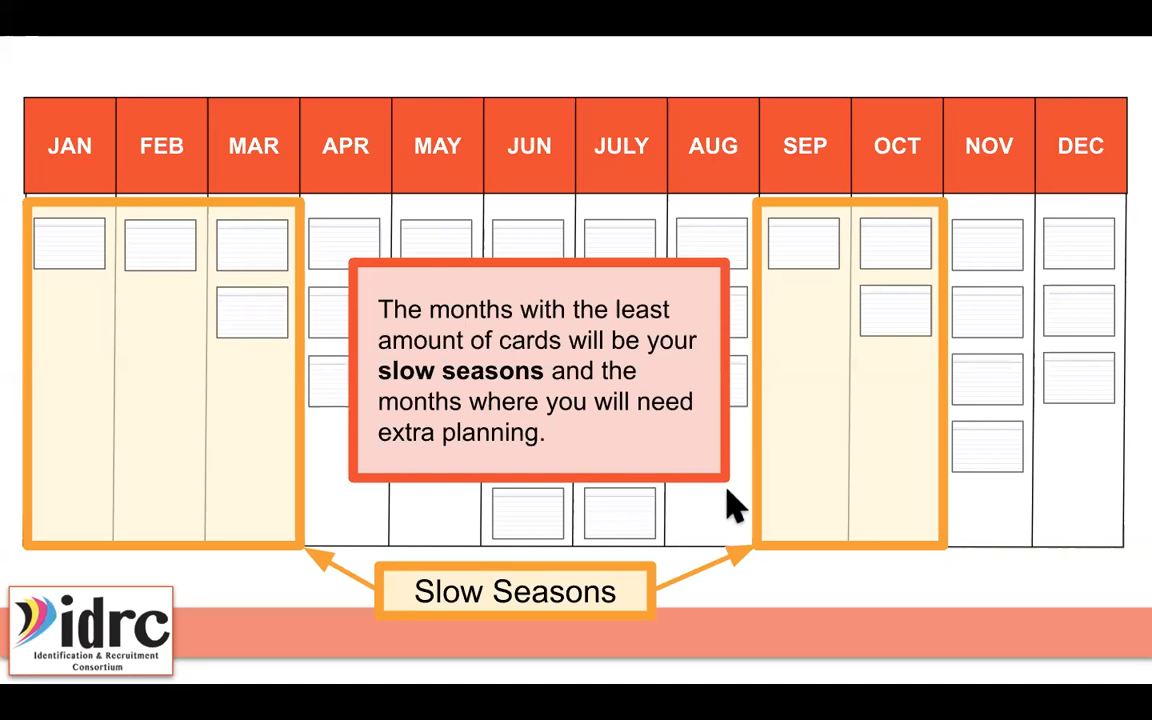 JAN FEB MAR APR MAY JUN JULY AUG SEP OCT NOV DEC
The months with the least
amount of cards will be your
slow seasons and the
months where you will need
extra planning.
Slow Seasons
idrc
Identification & Recruitment
Consortium